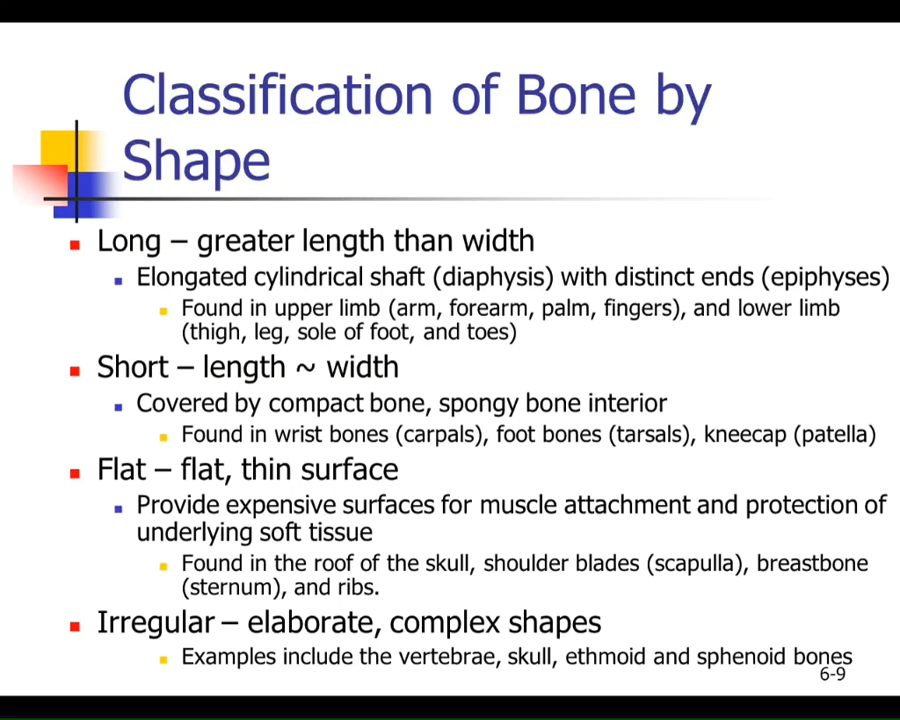 Classification of Bone by
Shape
Long – greater length than width
Elongated cylindrical shaft (diaphysis) with distinct ends (epiphyses)
Found in upper limb (arm, forearm, palm, fingers), and lower limb
(thigh, leg, sole of foot, and toes)
Short – length ~ width
Covered by compact bone, spongy bone interior
Found in wrist bones (carpals), foot bones (tarsals), kneecap (patella)
Flat – flat, thin surface
Provide expensive surfaces for muscle attachment and protection of
underlying soft tissue
Found in the roof of the skull, shoulder blades (scapulla), breastbone
(sternum), and ribs.
Irregular – elaborate, complex shapes
Examples include the vertebrae, skull, ethmoid and sphenoid bones
6-9